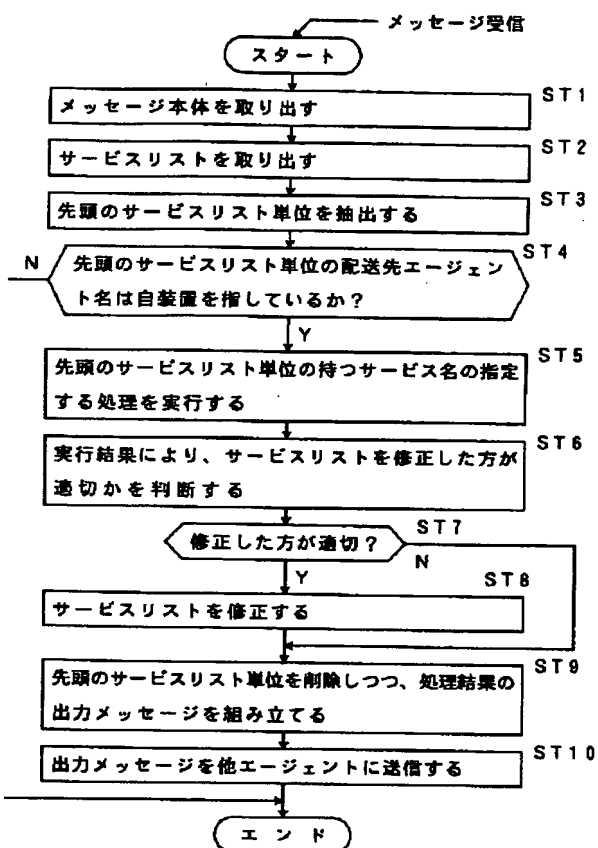 メッセージ受信
スタート
ST1
メッセージ本体を取り出す
ST2
サービスリストを取り出す
ST3
先頭のサービスリスト単位を抽出する
ST4
N
先頭のサービスリスト単位の配送先エージェン
ト名は自装置を指しているか?
Y
ST5
先頭のサービスリスト単位の持つサービス名の指定
する処理を実行する
ST6
実行結果により、サービスリストを修正した方が
適切かを判断する
ST7
修正した方が適切?
N
Y
ST8
サービスリストを修正する
ST9
先頭のサービスリスト単位を削除しつつ、処理結果の
出力メッセージを組み立てる
ST10
出力メッセージを他エージェントに送信する
エンド